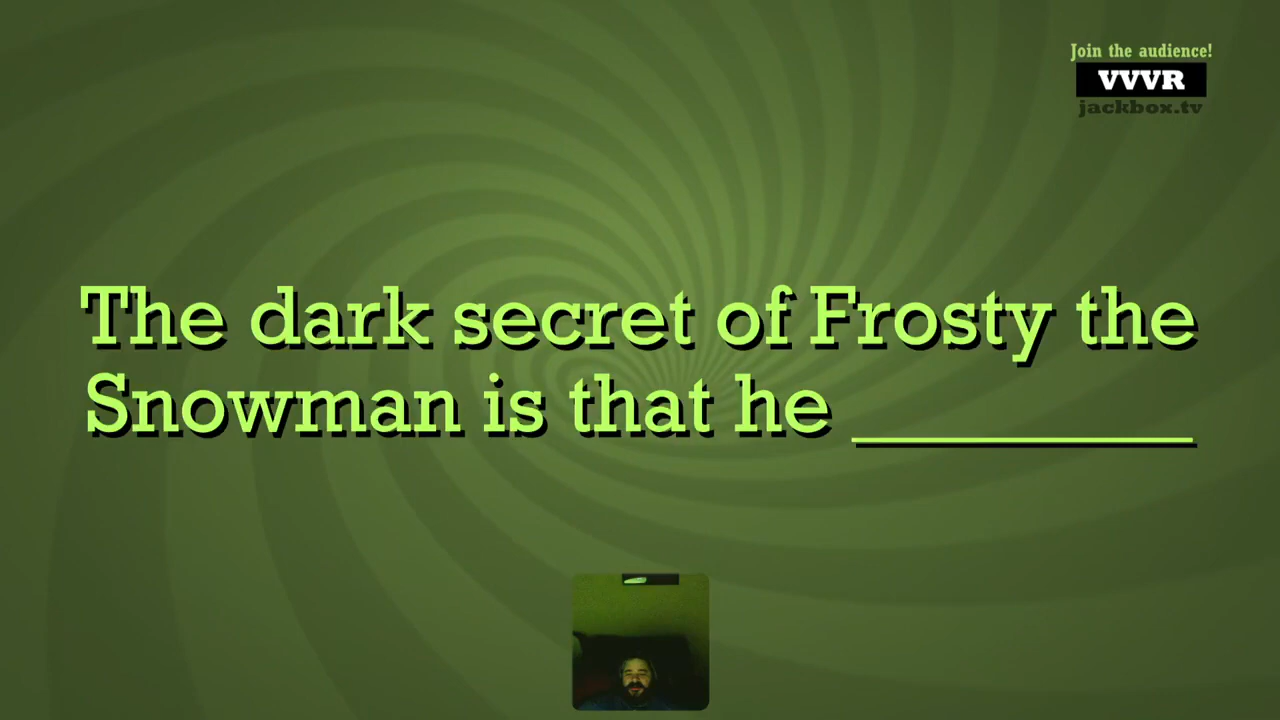 Join the audience!
VVVR
jackbox.tv
The dark secret of Frosty the
Snowman is that he ________